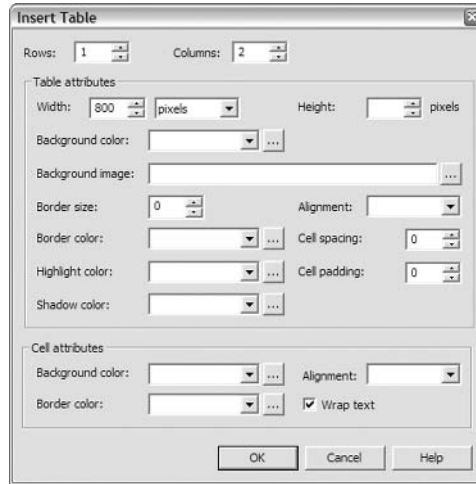 Insert Table
Rows: 1 Columns: 2
Table attributes
Width: 800 pixels Height: pixels
Background color: ...
Background image: ...
Border size: 0 Alignment:
Border color: ... Cell spacing: 0
Highlight color: ... Cell padding: 0
Shadow color: ...
Cell attributes
Background color: ... Alignment:
Border color: ... Wrap text
OK Cancel Help